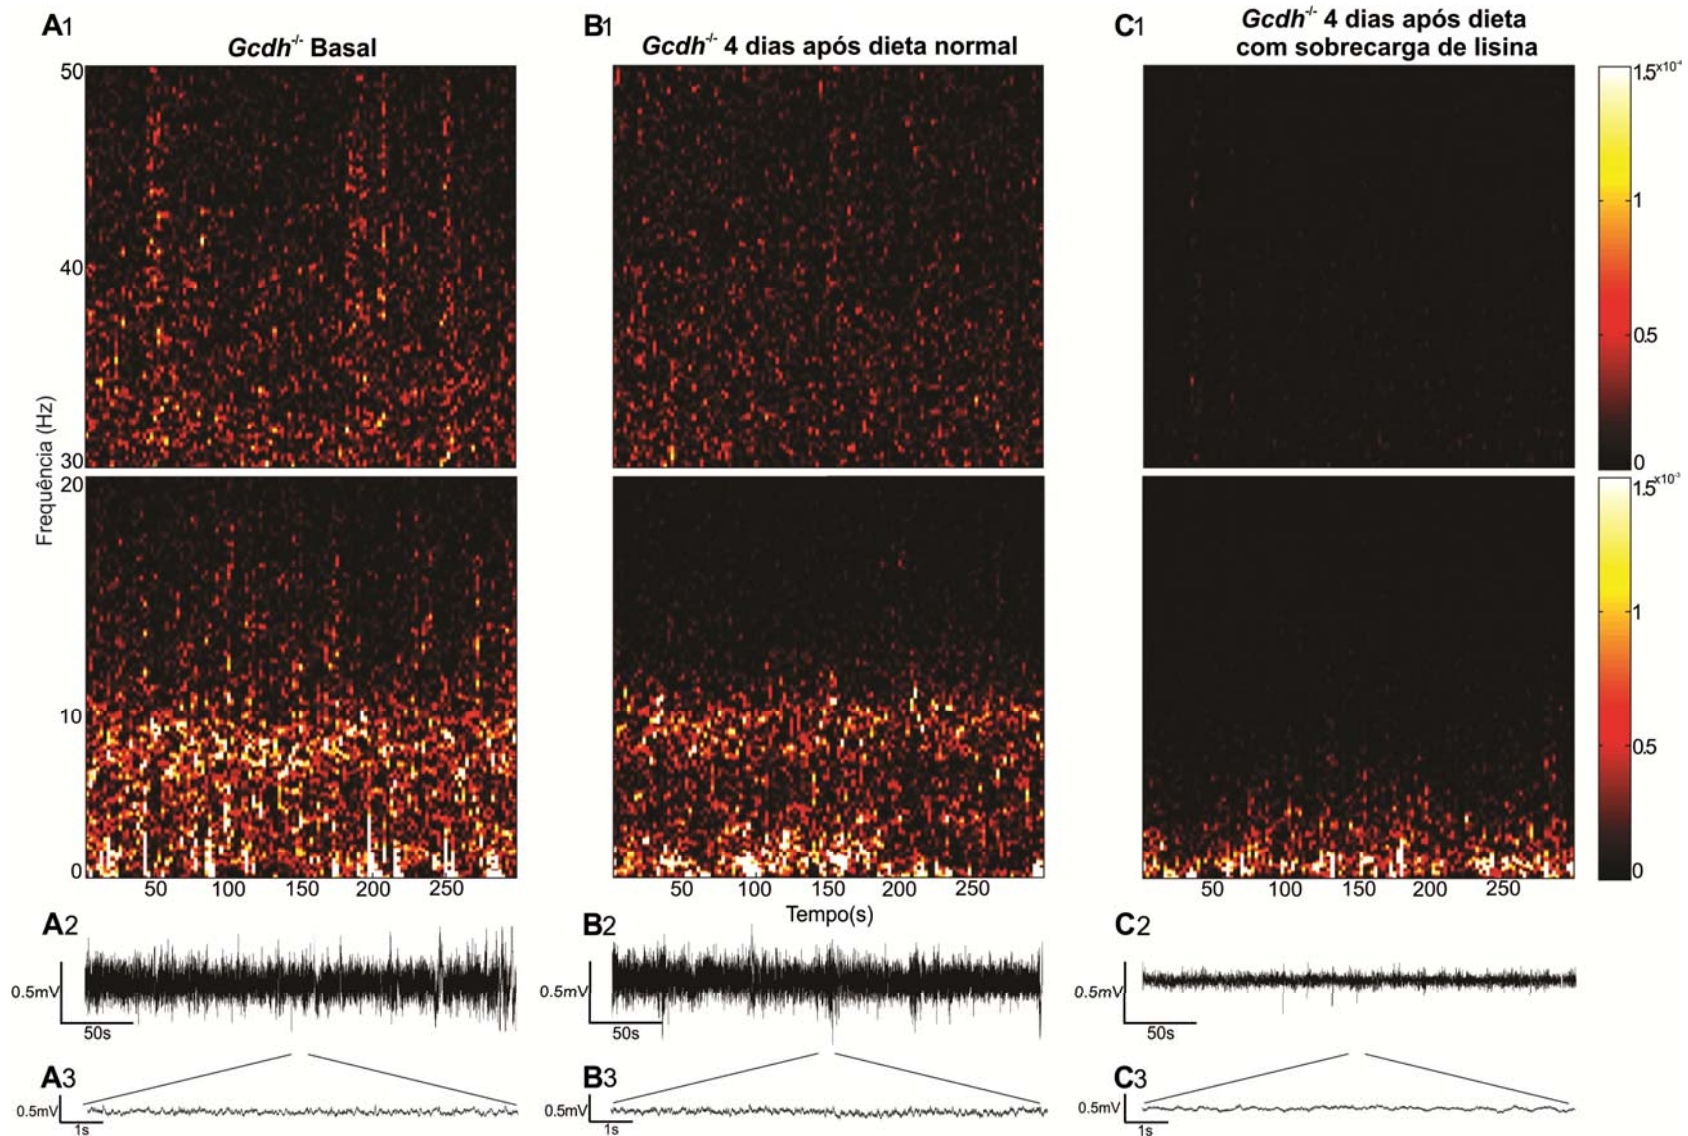 A1
Gcdh-/- Basal
B1
Gcdh-/- 4 dias após dieta normal
C1
Gcdh-/- 4 dias após dieta
com sobrecarga de lisina
50
40
30
20
10
0
Frequência (Hz)
1.5 x10-4
1
0.5
0
1.5 x10-3
1
0.5
0
50 100 150 200 250
50 100 150 200 250
50 100 150 200 250
Tempo(s)
A2
0.5mV
50s
B2
0.5mV
50s
C2
0.5mV
50s
A3
0.5mV
1s
B3
0.5mV
1s
C3
0.5mV
1s